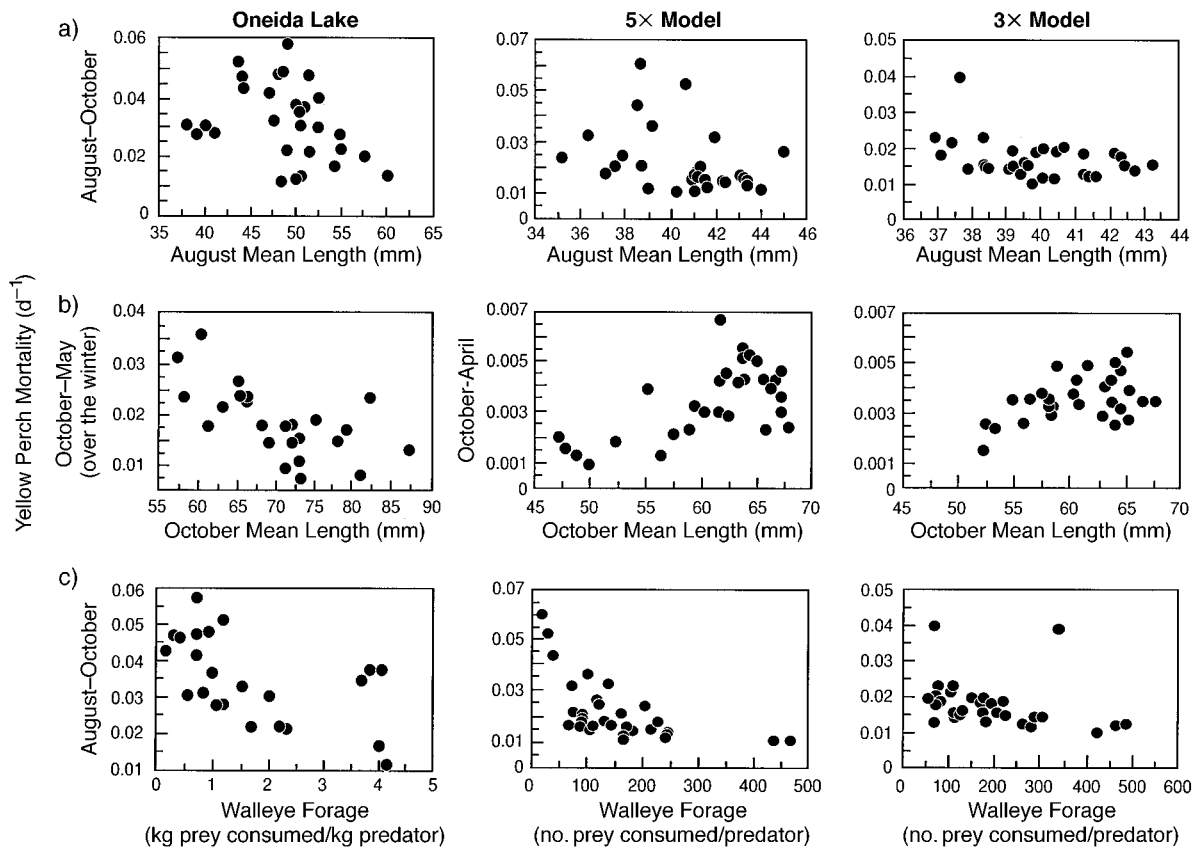 Oneida Lake
5× Model
3× Model
Yellow Perch Mortality (d⁻¹)
a)
August–October
0.06
0.04
0.02
0
35 40 45 50 55 60 65
August Mean Length (mm)
0.07
0.05
0.03
0.01
0
34 36 38 40 42 44 46
August Mean Length (mm)
0.05
0.04
0.03
0.02
0.01
0
36 37 38 39 40 41 42 43 44
August Mean Length (mm)
b)
October–May
(over the winter)
0.04
0.03
0.02
0.01
55 60 65 70 75 80 85 90
October Mean Length (mm)
October-April
0.007
0.005
0.003
0.001
0
45 50 55 60 65 70
October Mean Length (mm)
0.007
0.005
0.003
0.001
0
45 50 55 60 65 70
October Mean Length (mm)
c)
August–October
0.06
0.05
0.04
0.03
0.02
0.01
0 1 2 3 4 5
Walleye Forage
(kg prey consumed/kg predator)
0.07
0.05
0.03
0.01
0
0 100 200 300 400 500
Walleye Forage
(no. prey consumed/predator)
0.05
0.04
0.03
0.02
0.01
0
0 100 200 300 400 500 600
Walleye Forage
(no. prey consumed/predator)